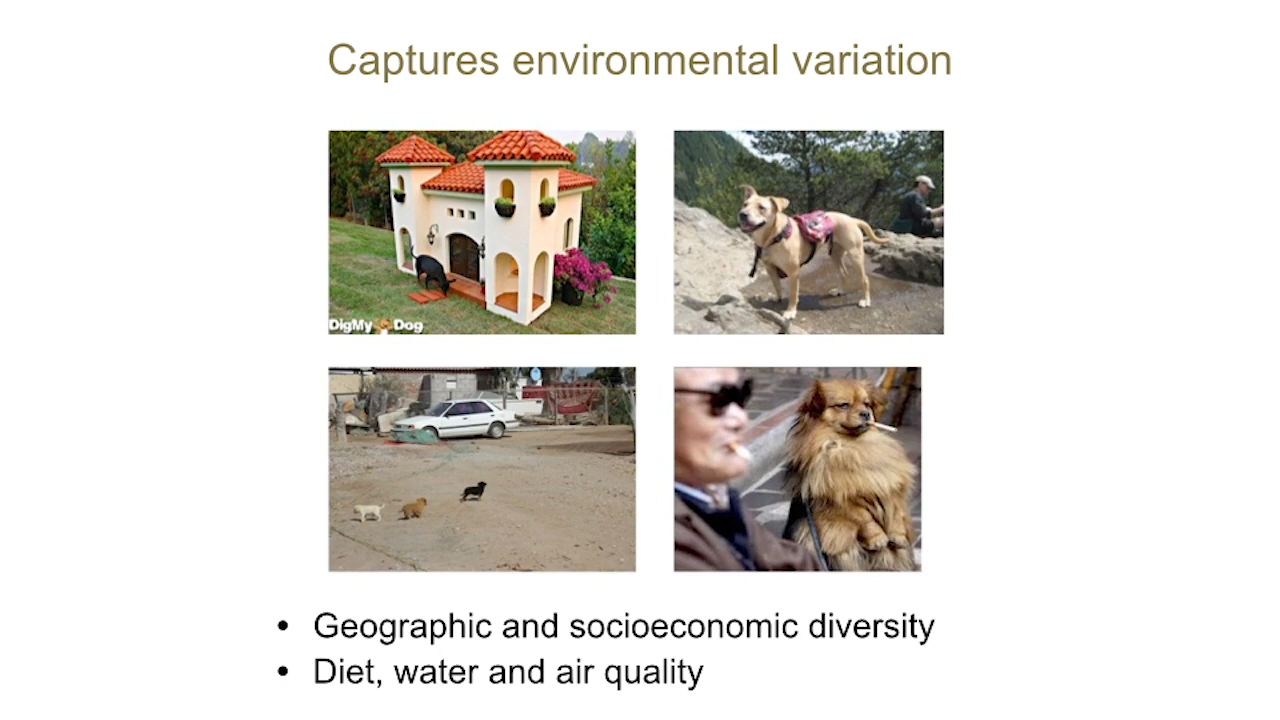 Captures environmental variation
DigMy Dog
• Geographic and socioeconomic diversity
• Diet, water and air quality